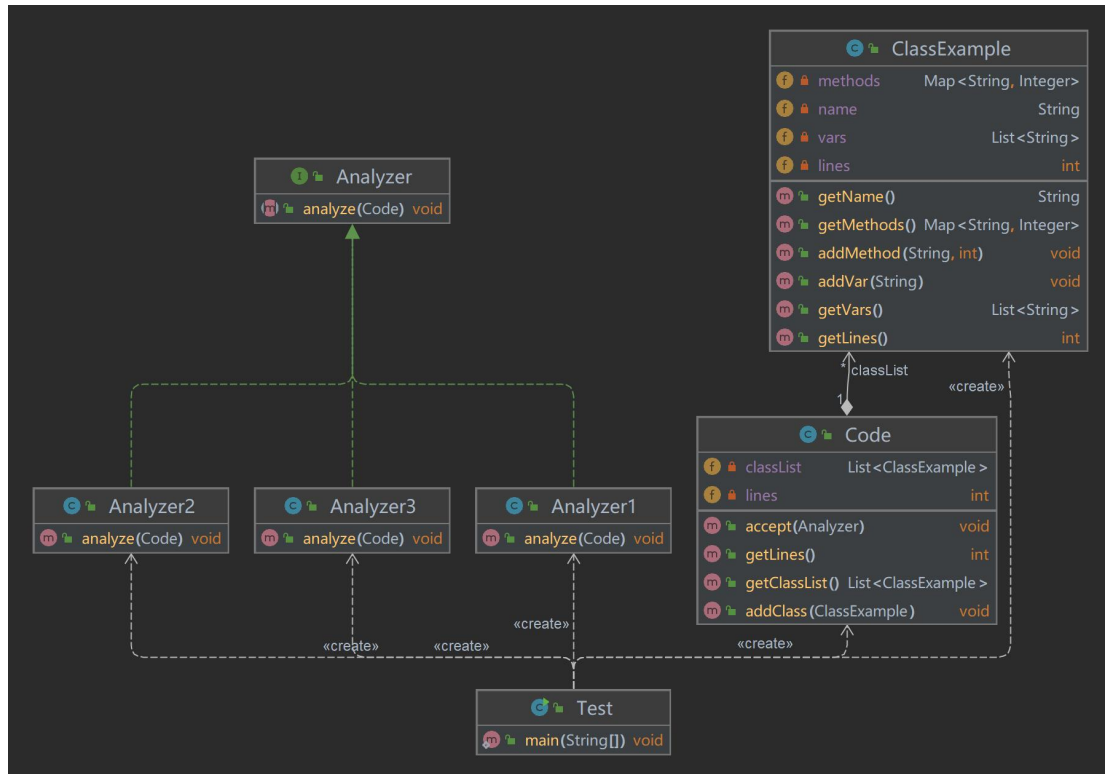 ClassExample
methods Map<String, Integer>
name String
vars List<String>
lines int
getName() String
getMethods() Map<String, Integer>
addMethod(String, int) void
addVar(String) void
getVars() List<String>
getLines() int
Analyzer
analyze(Code) void
* classList
«create»
1
Code
classList List<ClassExample>
lines int
accept(Analyzer) void
getLines() int
getClassList() List<ClassExample>
addClass(ClassExample) void
Analyzer2
analyze(Code) void
Analyzer3
analyze(Code) void
Analyzer1
analyze(Code) void
«create»
«create»
«create»
«create»
Test
main(String[]) void